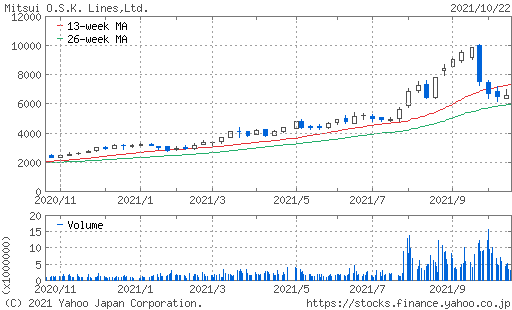 Mitsui O.S.K. Lines,Ltd. 2021/10/22
12000
13-week MA
26-week MA
10000
8000
6000
4000
2000
0
2020/11 2021/1 2021/3 2021/5 2021/7 2021/9
20
Volume
15
10
5
0
(x1000000)
2020/11 2021/1 2021/3 2021/5 2021/7 2021/9
(C) 2021 Yahoo Japan Corporation. https://stocks.finance.yahoo.co.jp